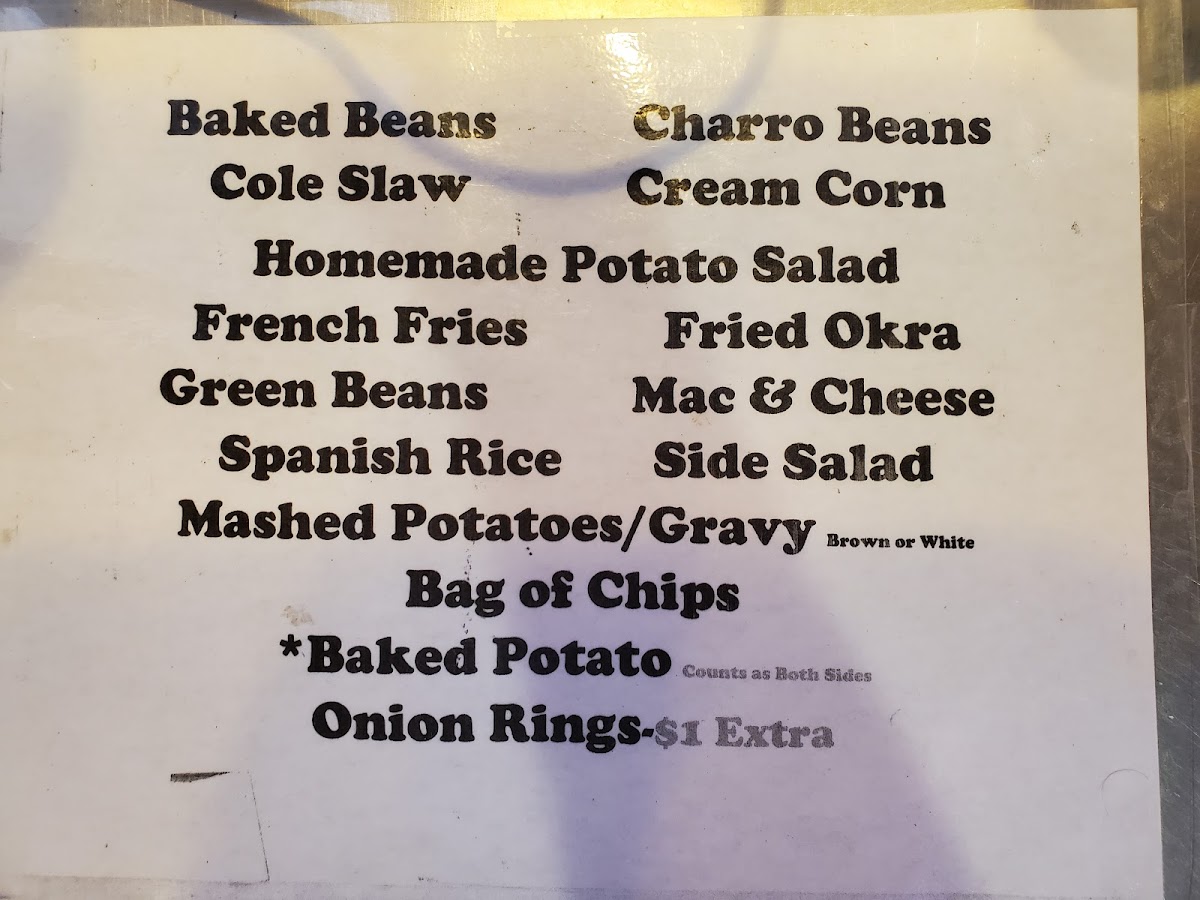 Baked Beans Charro Beans
Cole Slaw Cream Corn
Homemade Potato Salad
French Fries Fried Okra
Green Beans Mac & Cheese
Spanish Rice Side Salad
Mashed Potatoes/Gravy Brown or White
Bag of Chips
*Baked Potato Counts as Both Sides
Onion Rings-$1 Extra